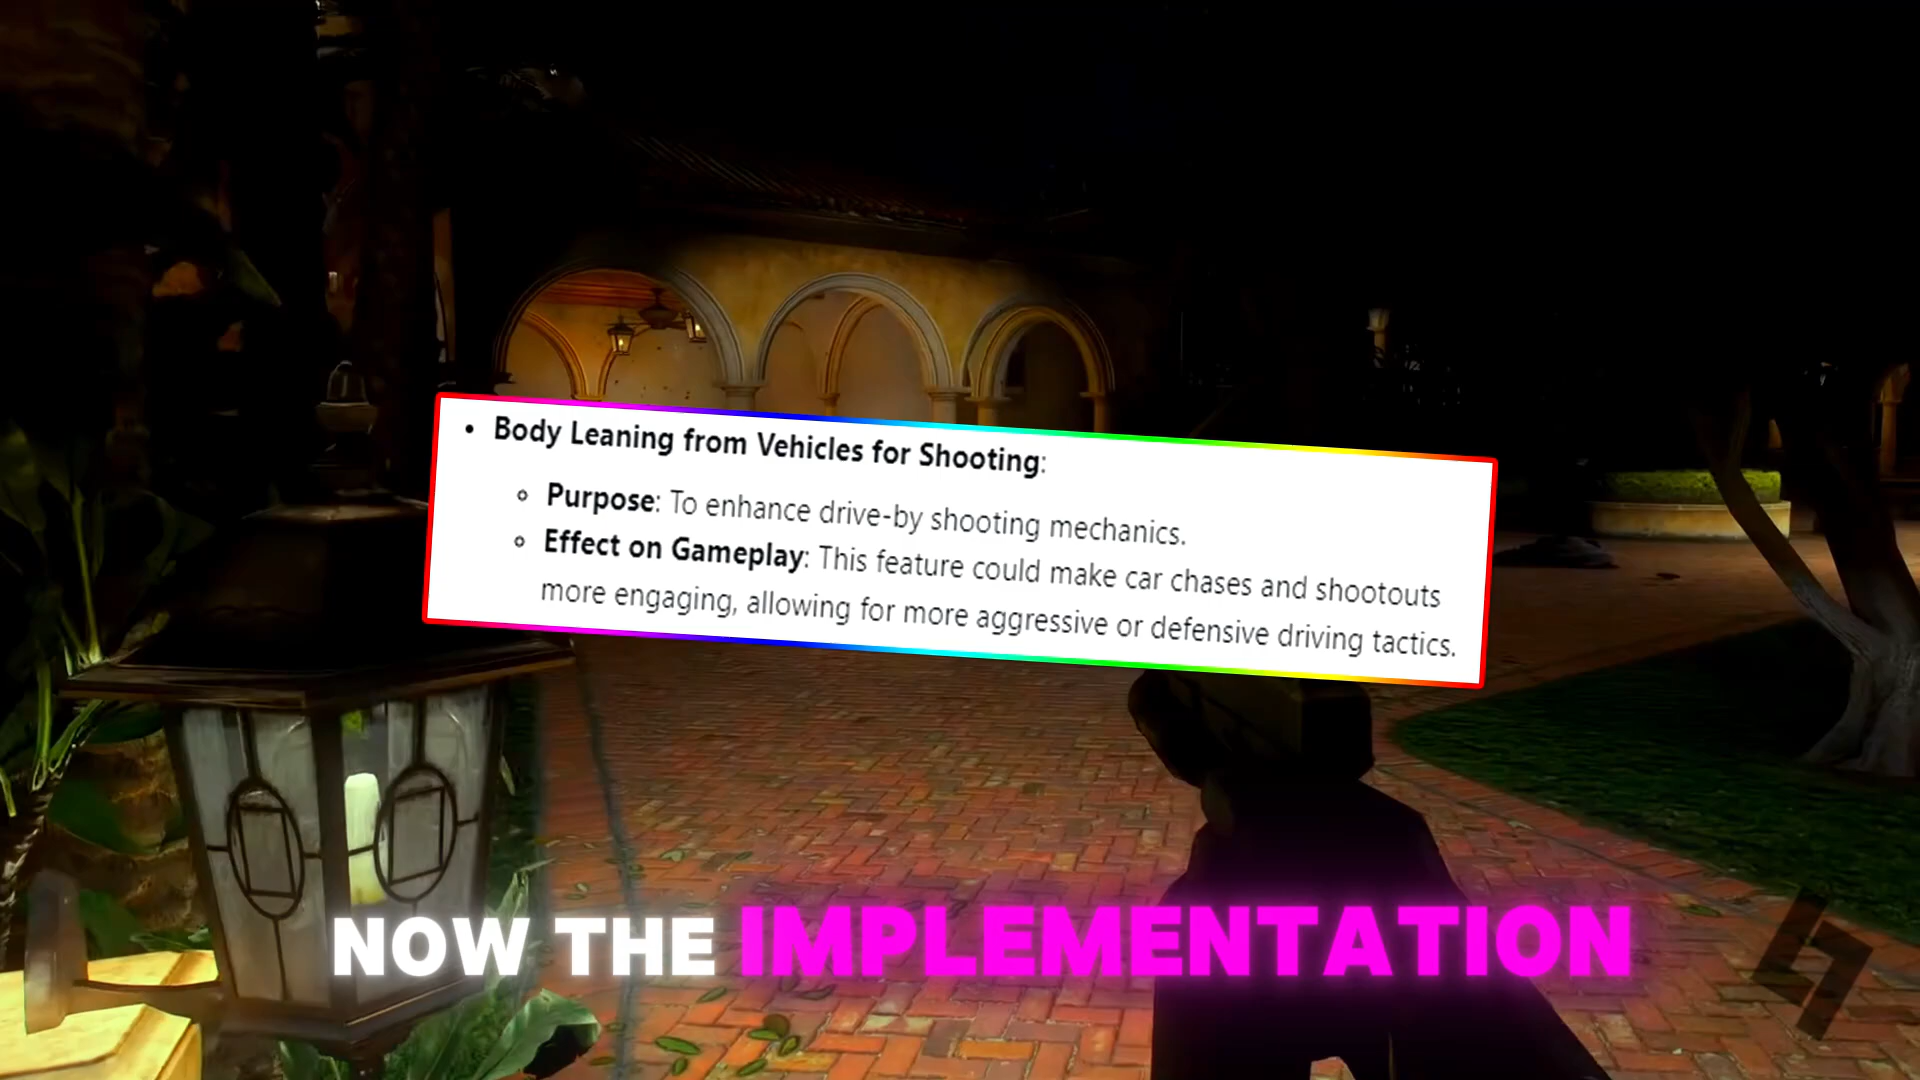 • Body Leaning from Vehicles for Shooting:
◦ Purpose: To enhance drive-by shooting mechanics.
◦ Effect on Gameplay: This feature could make car chases and shootouts
more engaging, allowing for more aggressive or defensive driving tactics.
NOW THE IMPLEMENTATION